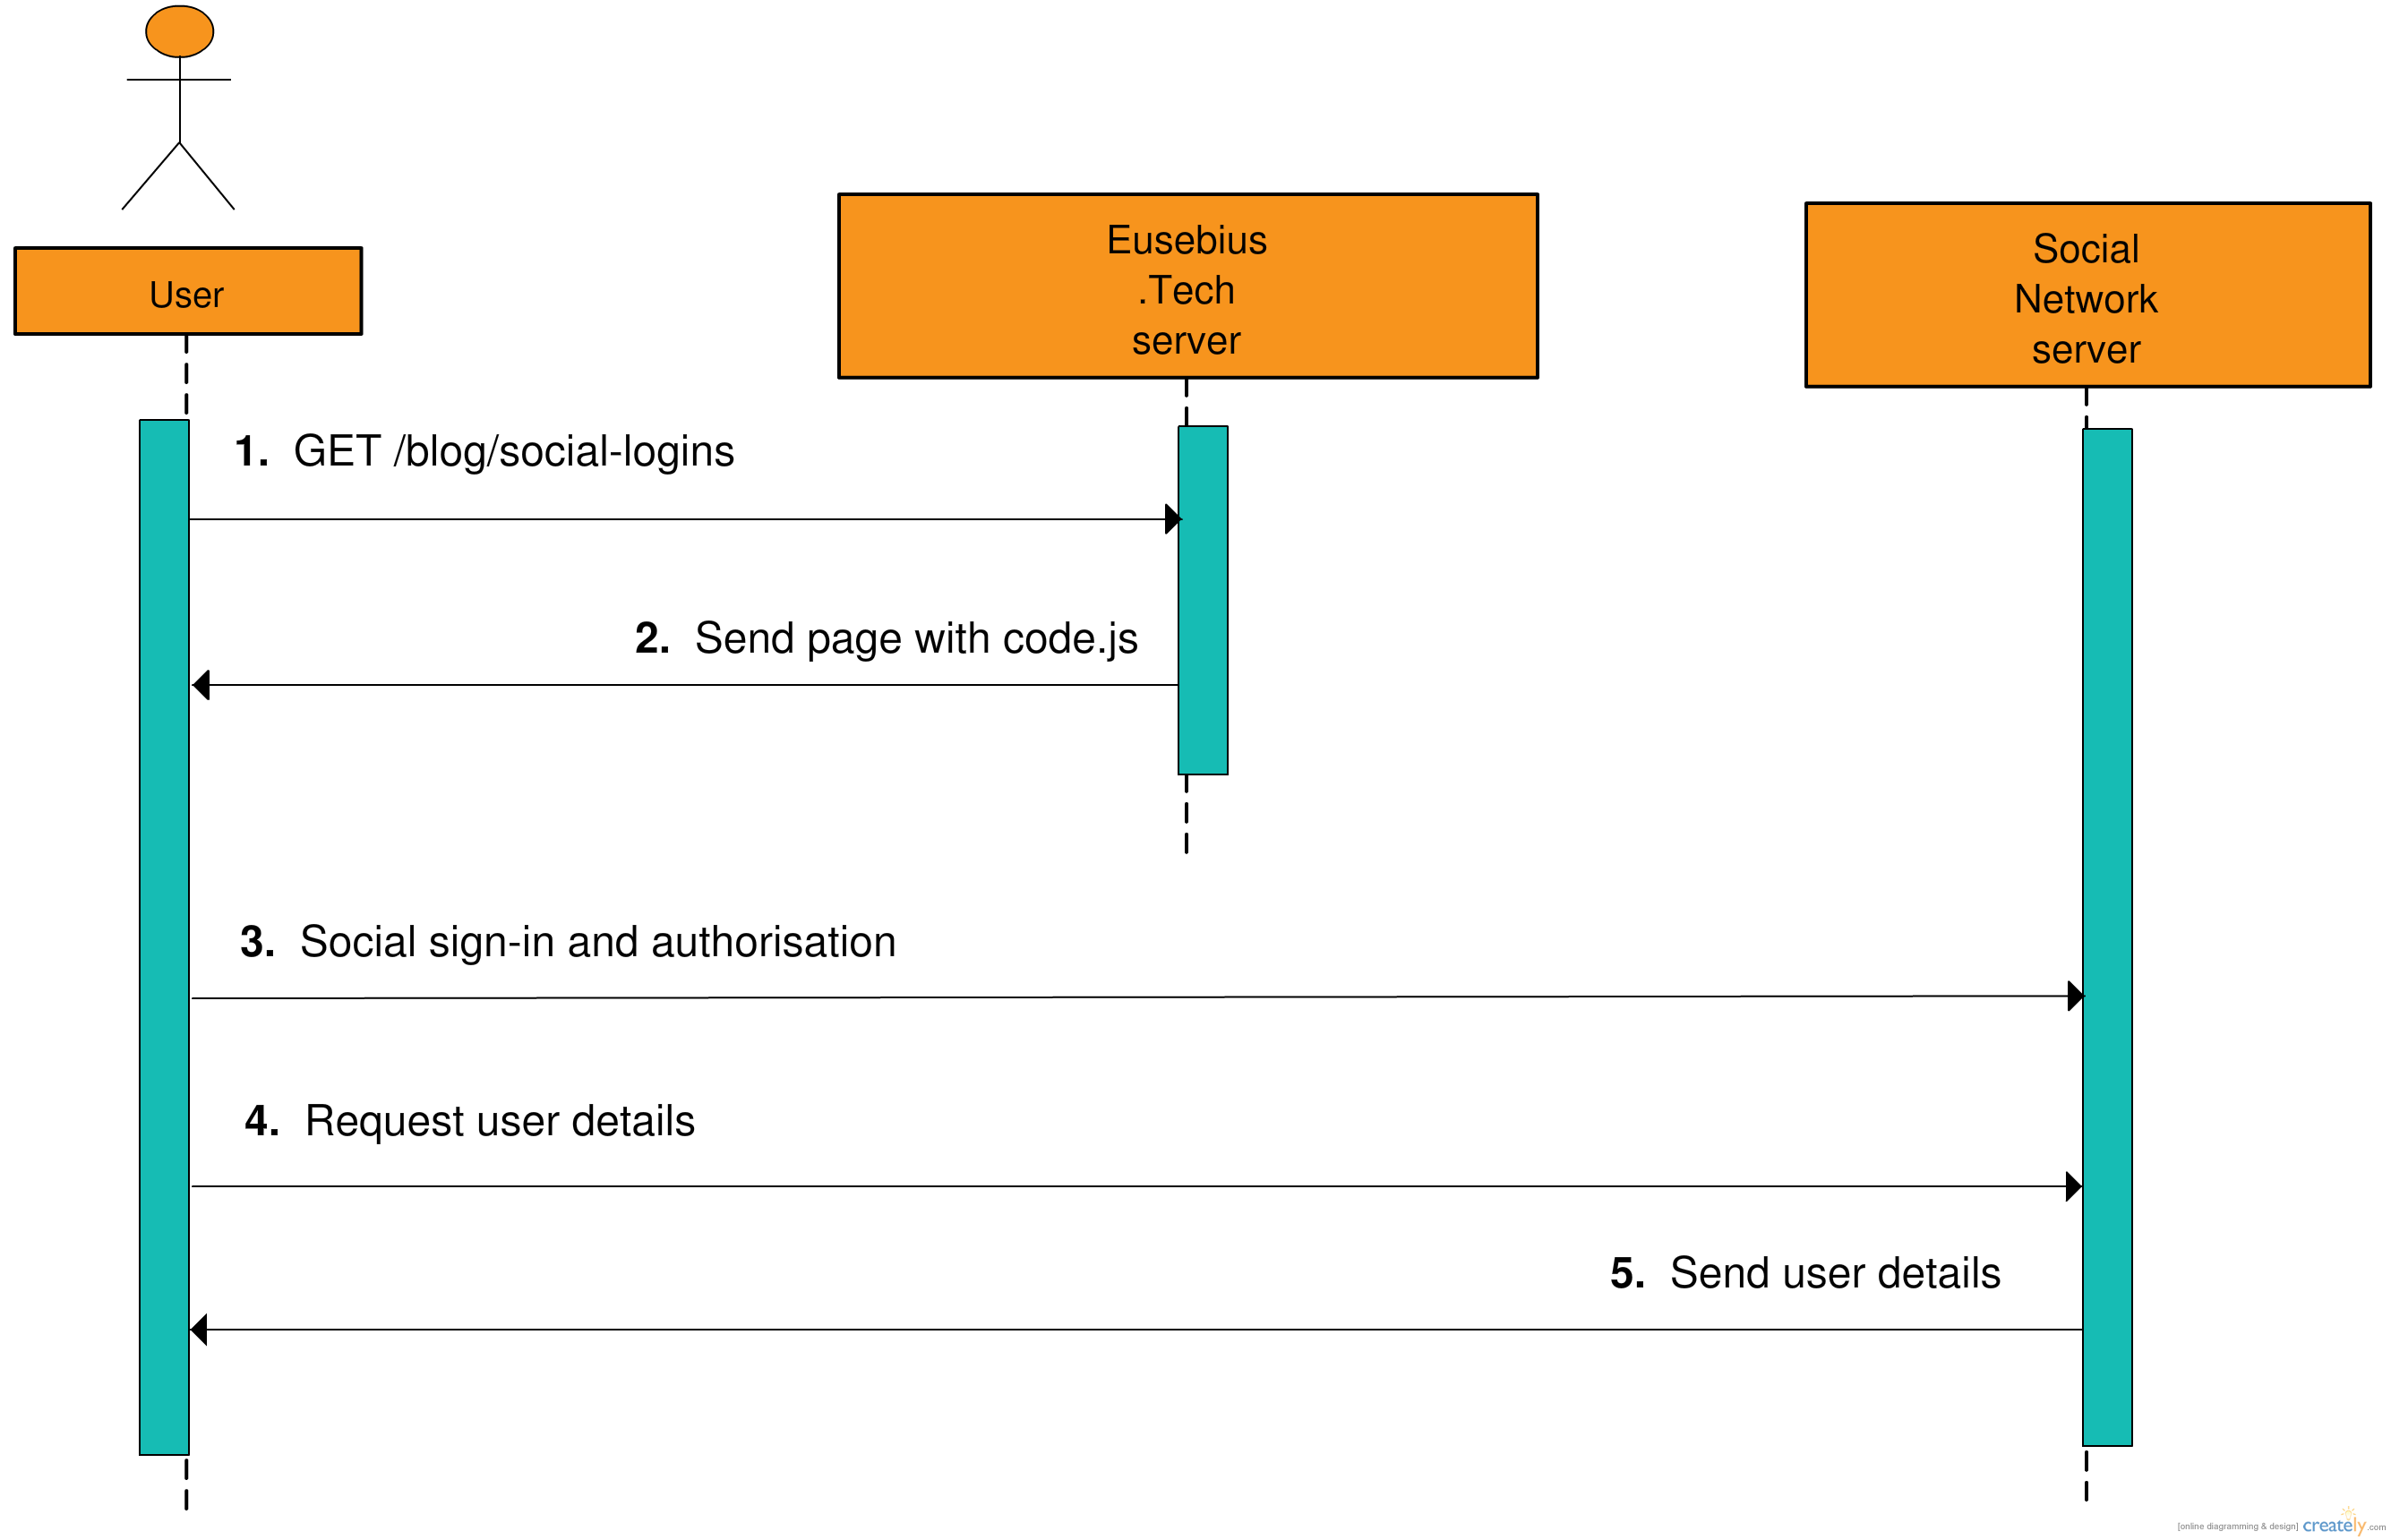 User
Eusebius
.Tech
server
Social
Network
server
1. GET /blog/social-logins
2. Send page with code.js
3. Social sign-in and authorisation
4. Request user details
5. Send user details
[online diagramming & design] creately.com